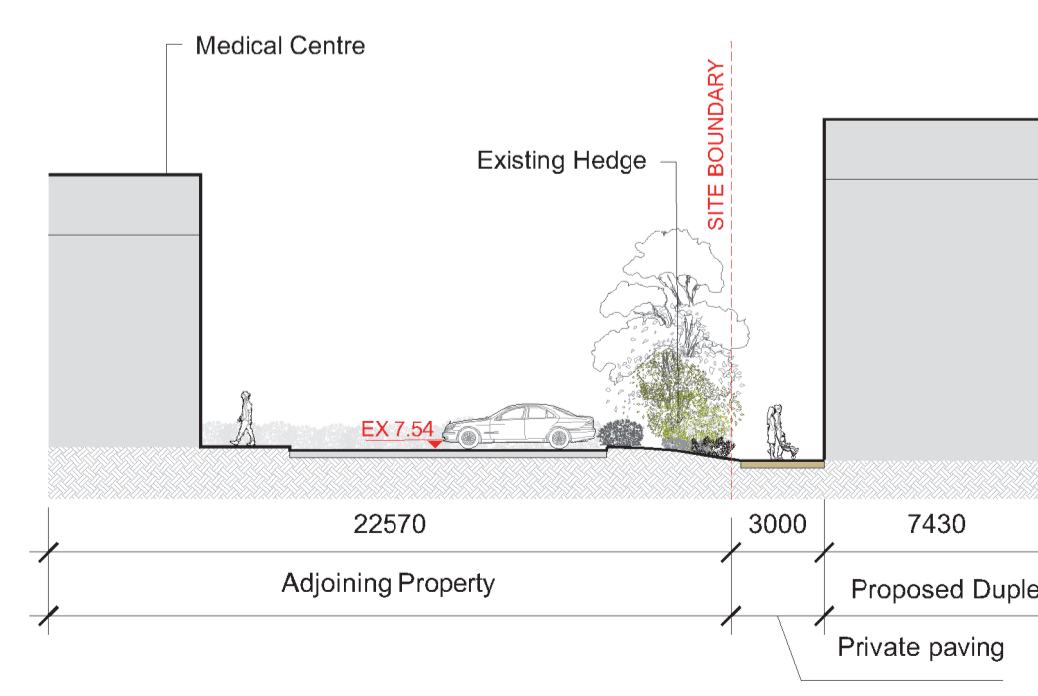 Medical Centre
SITE BOUNDARY
Existing Hedge
EX 7.54
22570
3000
7430
Adjoining Property
Proposed Duple
Private paving